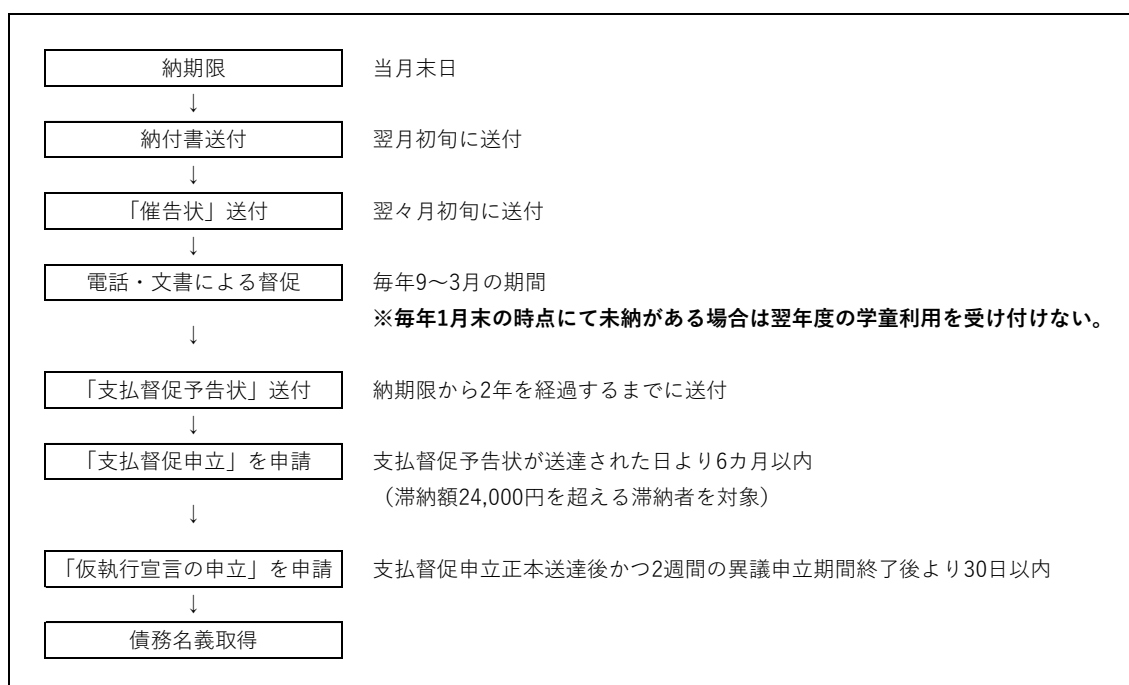 納期限 当月末日
↓
納付書送付 翌月初旬に送付
↓
「催告状」送付 翌々月初旬に送付
↓
電話・文書による督促 毎年9~3月の期間
※毎年1月末の時点にて未納がある場合は翌年度の学童利用を受け付けない。
↓
「支払督促予告状」送付 納期限から2年を経過するまでに送付
↓
「支払督促申立」を申請 支払督促予告状が送達された日より6カ月以内
（滞納額24,000円を超える滞納者を対象）
↓
「仮執行宣言の申立」を申請 支払督促申立正本送達後かつ2週間の異議申立期間終了後より30日以内
↓
債務名義取得